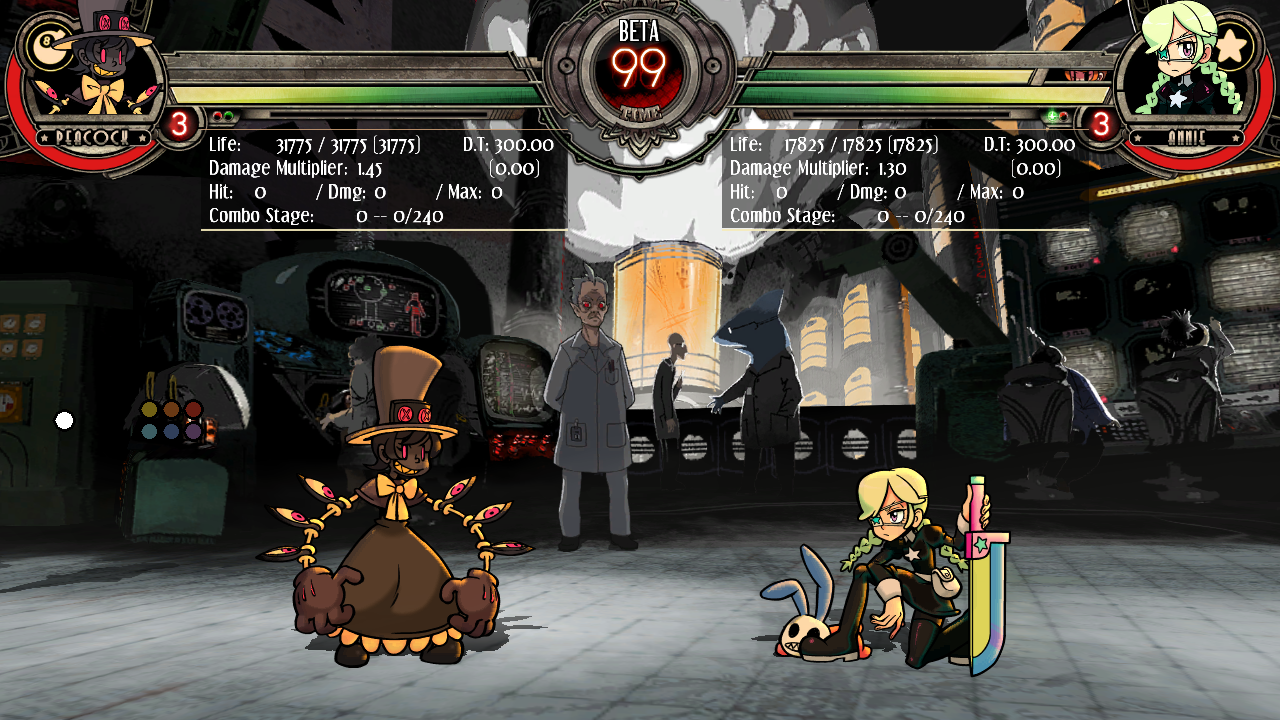 BETA
99
TIME
8
PEACOCK
ANNIE
3
3
Life: 31775 / 31775 [31775] D.T: 300.00
Damage Multiplier: 1.45 [0.00]
Hit: 0 / Dmg: 0 / Max: 0
Combo Stage: 0 -- 0/240
Life: 17825 / 17825 [17825] D.T: 300.00
Damage Multiplier: 1.30 [0.00]
Hit: 0 / Dmg: 0 / Max: 0
Combo Stage: 0 -- 0/240